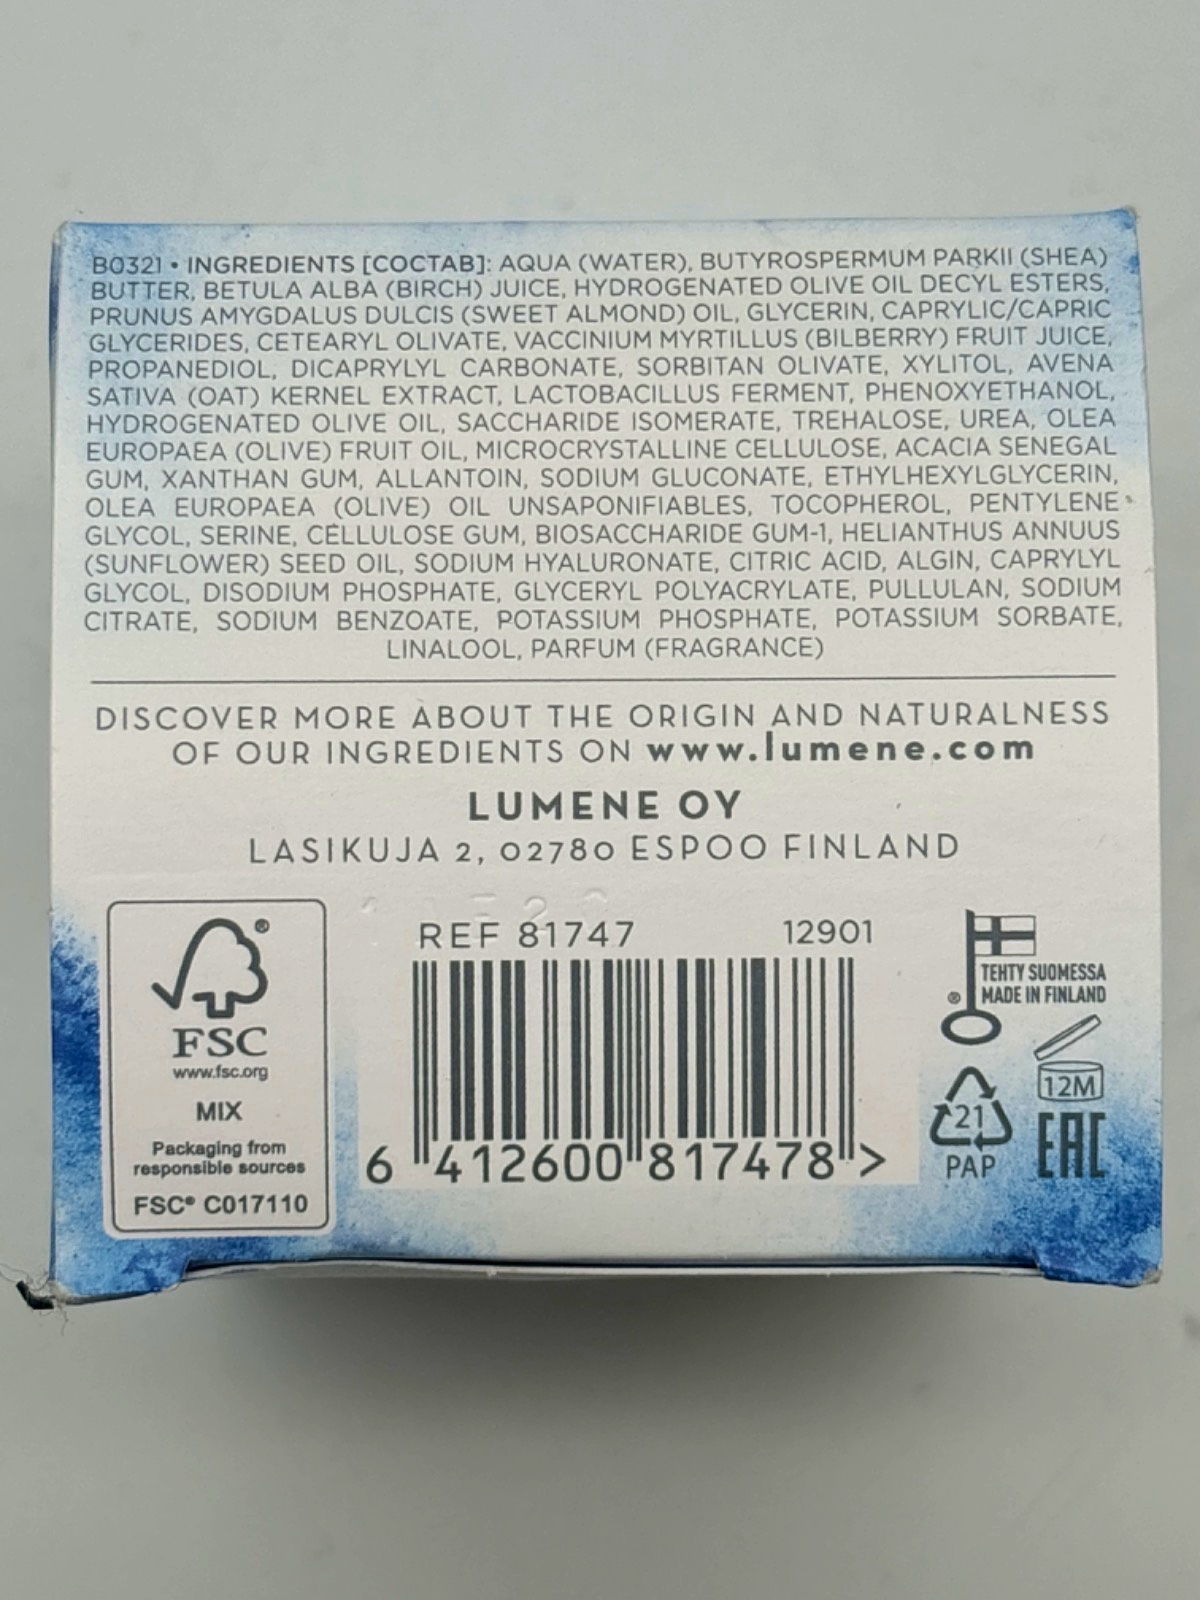 B0321 • INGREDIENTS [СОСТАВ]: AQUA (WATER), BUTYROSPERMUM PARKII (SHEA)
BUTTER, BETULA ALBA (BIRCH) JUICE, HYDROGENATED OLIVE OIL DECYL ESTERS,
PRUNUS AMYGDALUS DULCIS (SWEET ALMOND) OIL, GLYCERIN, CAPRYLIC/CAPRIC
GLYCERIDES, CETEARYL OLIVATE, VACCINIUM MYRTILLUS (BILBERRY) FRUIT JUICE,
PROPANEDIOL, DICAPRYLYL CARBONATE, SORBITAN OLIVATE, XYLITOL, AVENA
SATIVA (OAT) KERNEL EXTRACT, LACTOBACILLUS FERMENT, PHENOXYETHANOL,
HYDROGENATED OLIVE OIL, SACCHARIDE ISOMERATE, TREHALOSE, UREA, OLEA
EUROPAEA (OLIVE) FRUIT OIL, MICROCRYSTALLINE CELLULOSE, ACACIA SENEGAL
GUM, XANTHAN GUM, ALLANTOIN, SODIUM GLUCONATE, ETHYLHEXYLGLYCERIN,
OLEA EUROPAEA (OLIVE) OIL UNSAPONIFIABLES, TOCOPHEROL, PENTYLENE
GLYCOL, SERINE, CELLULOSE GUM, BIOSACCHARIDE GUM-1, HELIANTHUS ANNUUS
(SUNFLOWER) SEED OIL, SODIUM HYALURONATE, CITRIC ACID, ALGIN, CAPRYLYL
GLYCOL, DISODIUM PHOSPHATE, GLYCERYL POLYACRYLATE, PULLULAN, SODIUM
CITRATE, SODIUM BENZOATE, POTASSIUM PHOSPHATE, POTASSIUM SORBATE,
LINALOOL, PARFUM (FRAGRANCE)
DISCOVER MORE ABOUT THE ORIGIN AND NATURALNESS
OF OUR INGREDIENTS ON www.lumene.com
LUMENE OY
LASIKUJA 2, 02780 ESPOO FINLAND
®
FSC
www.fsc.org
MIX
Packaging from
responsible sources
FSC® C017110
REF 81747 12901
6 412600 817478 >
TEHTY SUOMESSA
® MADE IN FINLAND
12M
21
PAP
EAC